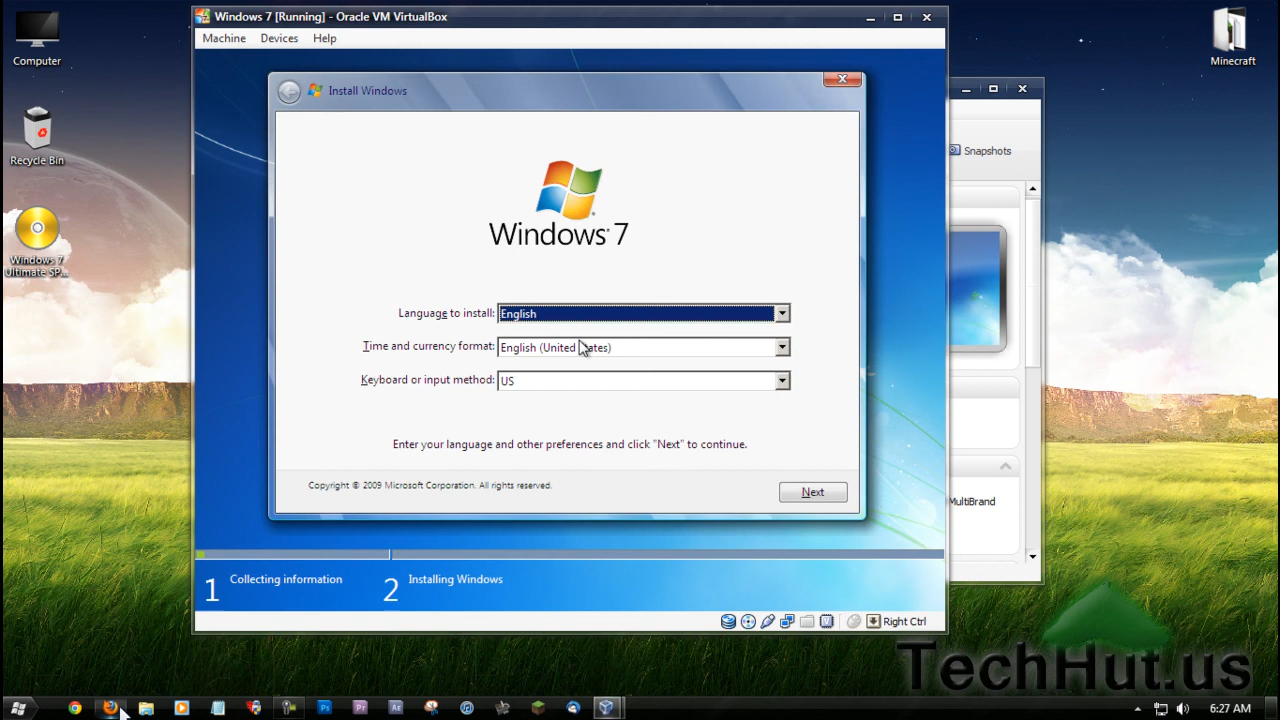 Windows 7 [Running] - Oracle VM VirtualBox
Machine Devices Help
Computer
Minecraft
Install Windows
Recycle Bin
Snapshots
Windows 7
Windows 7
Ultimate SP...
Language to install: English
Time and currency format: English (United States)
Keyboard or input method: US
Enter your language and other preferences and click "Next" to continue.
Copyright © 2009 Microsoft Corporation. All rights reserved.
Next
MultiBrand
1 Collecting information
2 Installing Windows
Right Ctrl
TechHut.us
Ps Pr Ae
6:27 AM